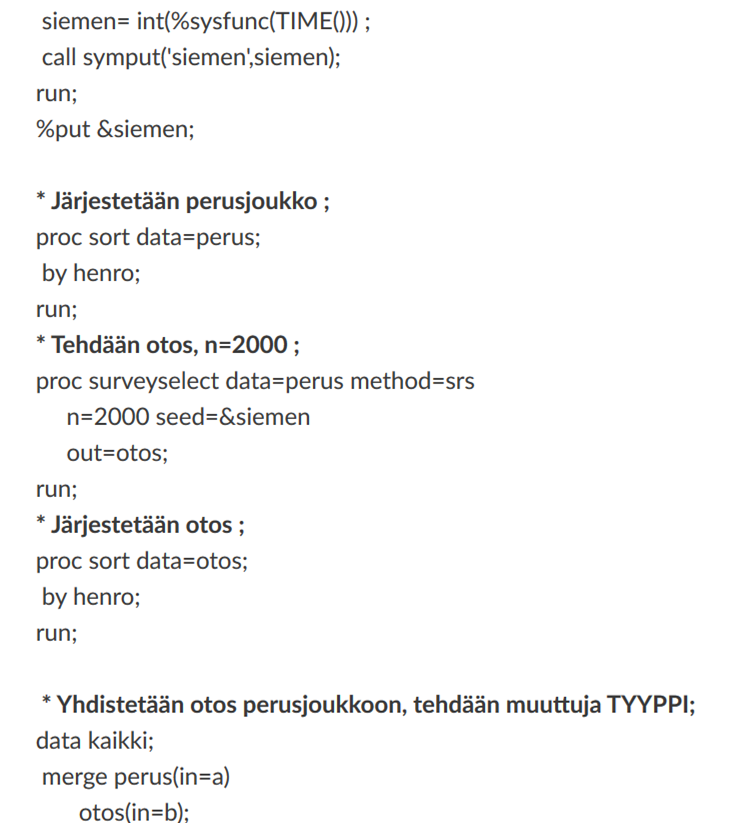 siemen= int(%sysfunc(TIME())) ;
call symput('siemen',siemen);
run;
%put &siemen;
* Järjestetään perusjoukko ;
proc sort data=perus;
by henro;
run;
* Tehdään otos, n=2000 ;
proc surveyselect data=perus method=srs
n=2000 seed=&siemen
out=otos;
run;
* Järjestetään otos ;
proc sort data=otos;
by henro;
run;
* Yhdistetään otos perusjoukkoon, tehdään muuttuja TYYPPI;
data kaikki;
merge perus(in=a)
otos(in=b);